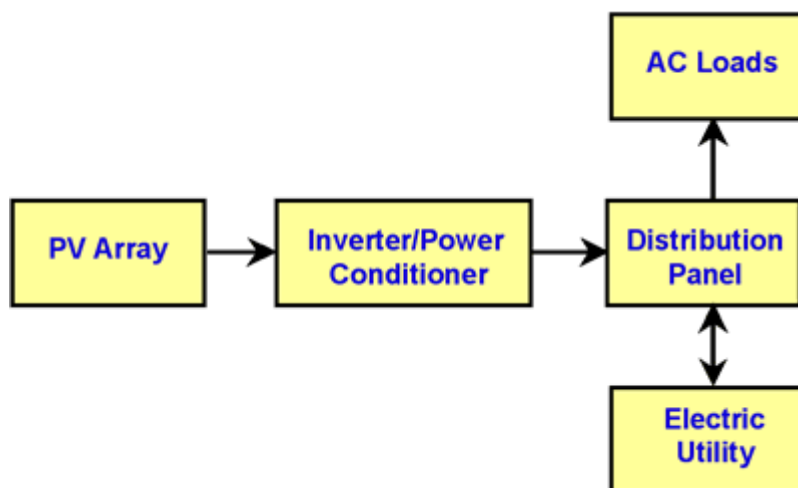 AC Loads
PV Array
Inverter/Power
Conditioner
Distribution
Panel
Electric
Utility